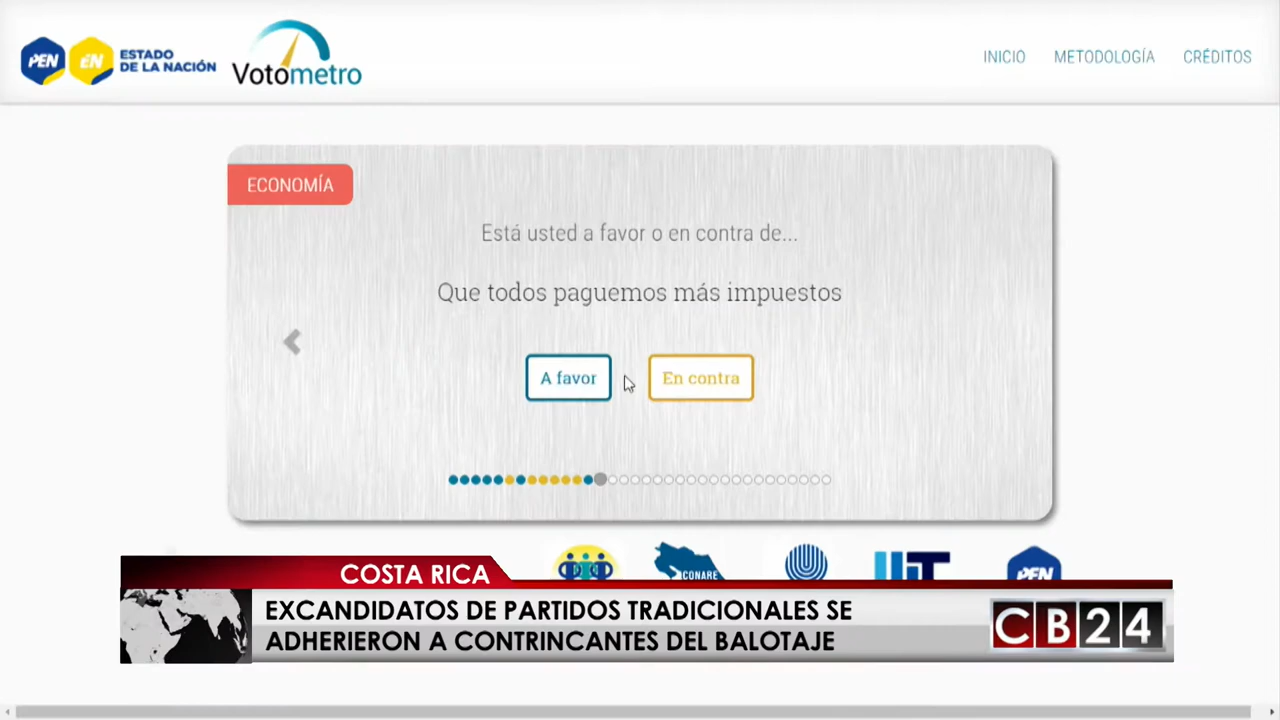 PEN
EN
ESTADO
DE LA NACIÓN
Votometro
INICIO
METODOLOGÍA
CRÉDITOS
ECONOMÍA
Está usted a favor o en contra de...
Que todos paguemos más impuestos
A favor
En contra
CONARE
PEN
COSTA RICA
EXCANDIDATOS DE PARTIDOS TRADICIONALES SE
ADHERIERON A CONTRINCANTES DEL BALOTAJE
CB24